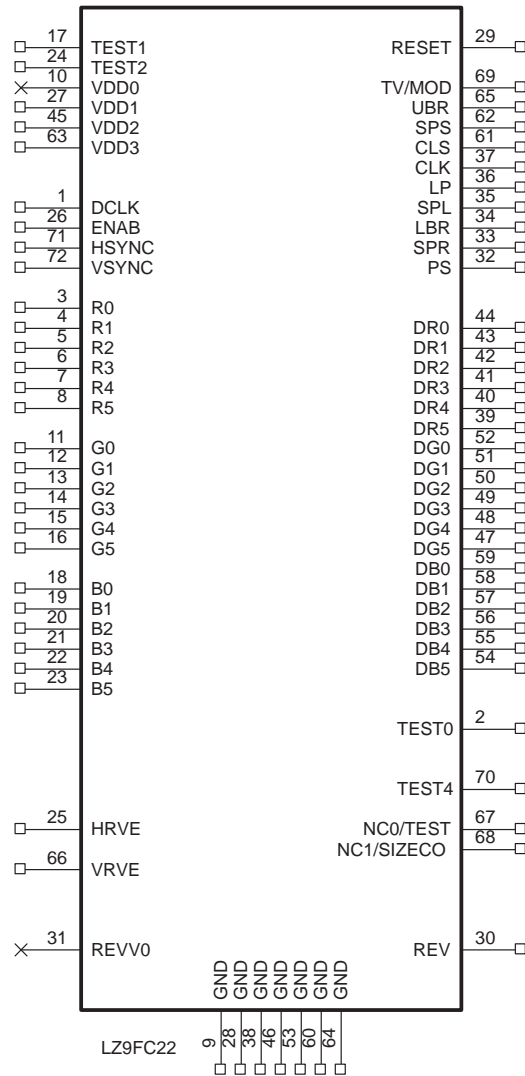 17 TEST1
24 TEST2
10 VDD0
27 VDD1
45 VDD2
63 VDD3
1 DCLK
26 ENAB
71 HSYNC
72 VSYNC
3 R0
4 R1
5 R2
6 R3
7 R4
8 R5
11 G0
12 G1
13 G2
14 G3
15 G4
16 G5
18 B0
19 B1
20 B2
21 B3
22 B4
23 B5
25 HRVE
66 VRVE
31 REVV0
RESET 29
TV/MOD 69
UBR 65
SPS 62
CLS 61
CLK 37
LP 36
SPL 35
LBR 34
SPR 33
PS 32
DR0 44
DR1 43
DR2 42
DR3 41
DR4 40
DR5 39
DG0 52
DG1 51
DG2 50
DG3 49
DG4 48
DG5 47
DB0 59
DB1 58
DB2 57
DB3 56
DB4 55
DB5 54
TEST0 2
TEST4 70
NC0/TEST 67
NC1/SIZECO 68
REV 30
GND 9
GND 28
GND 38
GND 46
GND 53
GND 60
GND 64
LZ9FC22